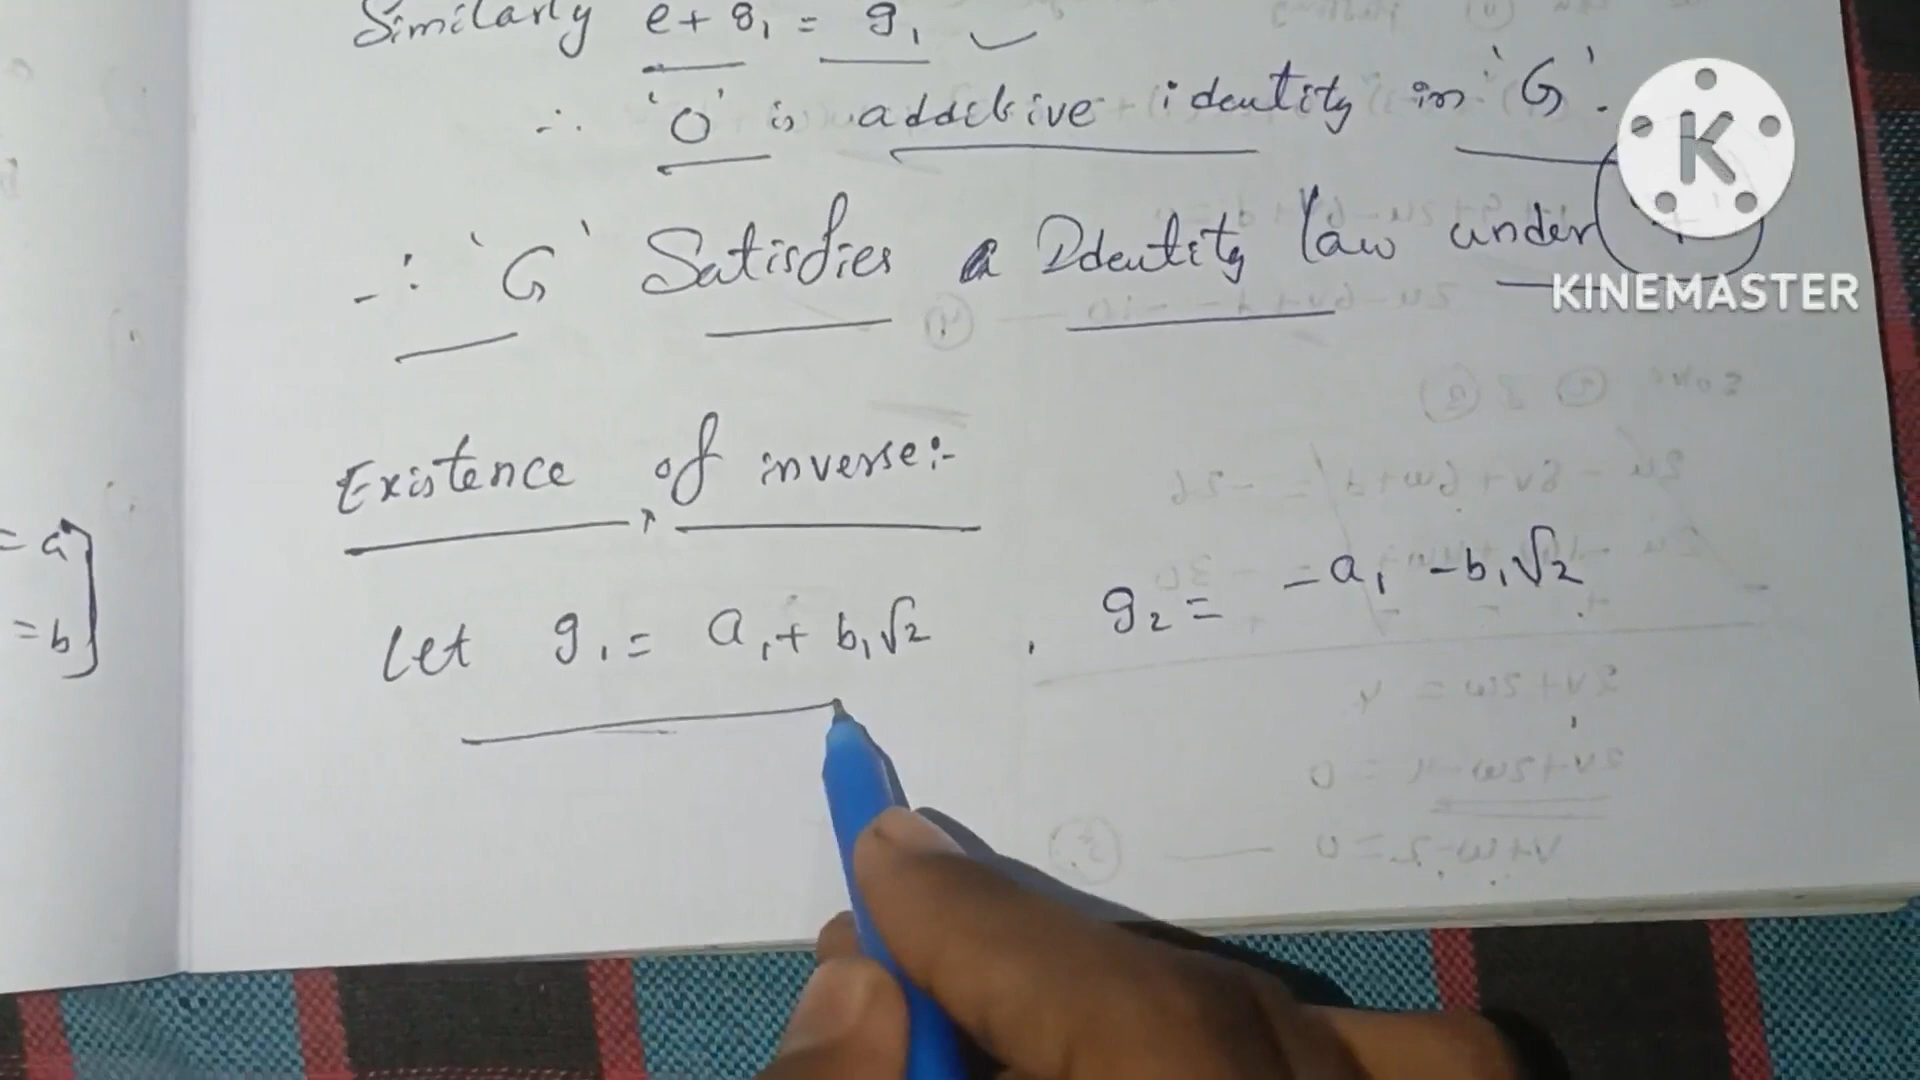 Similarly e + g₁ = g₁
∴ '0' is additive identity in 'G'.
∴ 'G' Satisfies a Identity law under
KINEMASTER
Existence of inverse:-
Let g₁ = a₁ + b₁√2 , g₂ = -a₁ - b₁√2
= a
= b